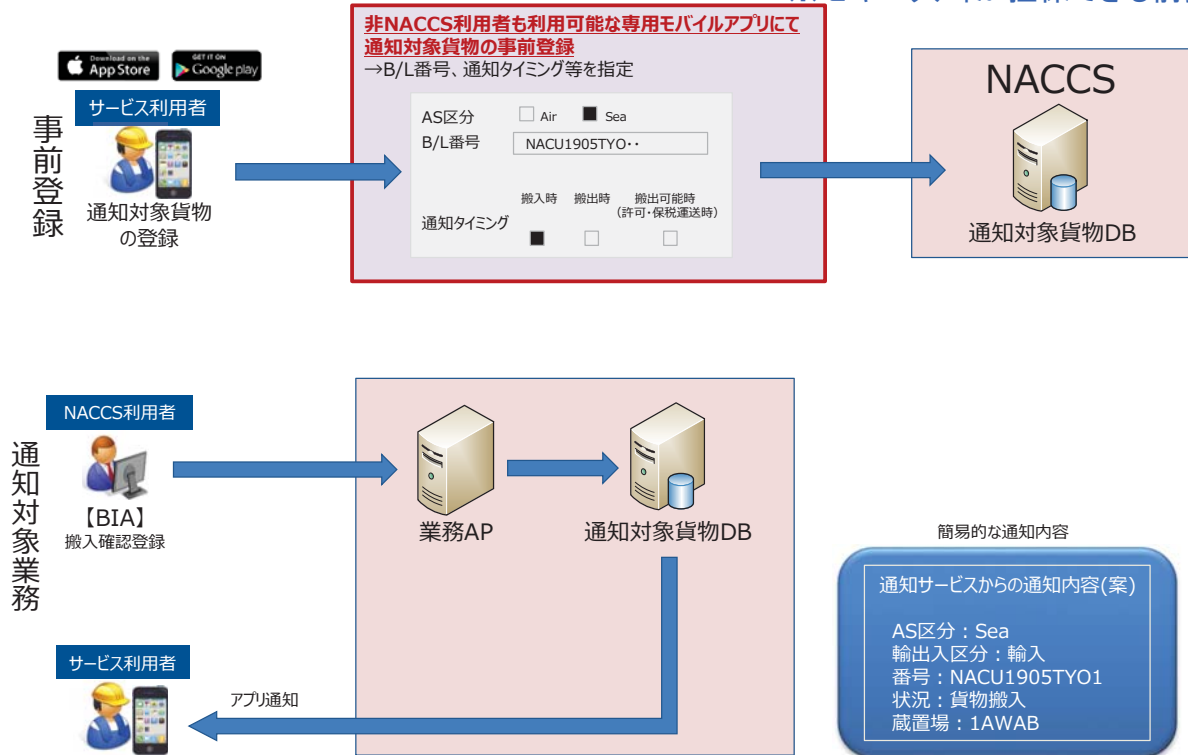 非NACCS利用者も利用可能な専用モバイルアプリにて
通知対象貨物の事前登録
→B/L番号、通知タイミング等を指定
Download on the
App Store
GET IT ON
Google play
事前登録
サービス利用者
通知対象貨物
の登録
AS区分 Air Sea
B/L番号 NACU1905TYO・・
搬入時 搬出時 搬出可能時
(許可・保税運送時)
通知タイミング
NACCS
通知対象貨物DB
通知対象業務
NACCS利用者
【BIA】
搬入確認登録
業務AP
通知対象貨物DB
サービス利用者
アプリ通知
簡易的な通知内容
通知サービスからの通知内容(案)
AS区分：Sea
輸出入区分：輸入
番号：NACU1905TYO1
状況：貨物搬入
蔵置場：1AWAB